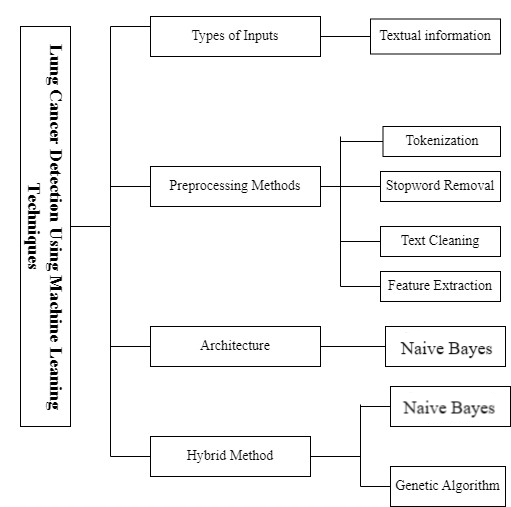 Lung Cancer Detection Using Machine Leaning
Techniques
Types of Inputs
Textual information
Preprocessing Methods
Tokenization
Stopword Removal
Text Cleaning
Feature Extraction
Architecture
Naive Bayes
Hybrid Method
Naive Bayes
Genetic Algorithm